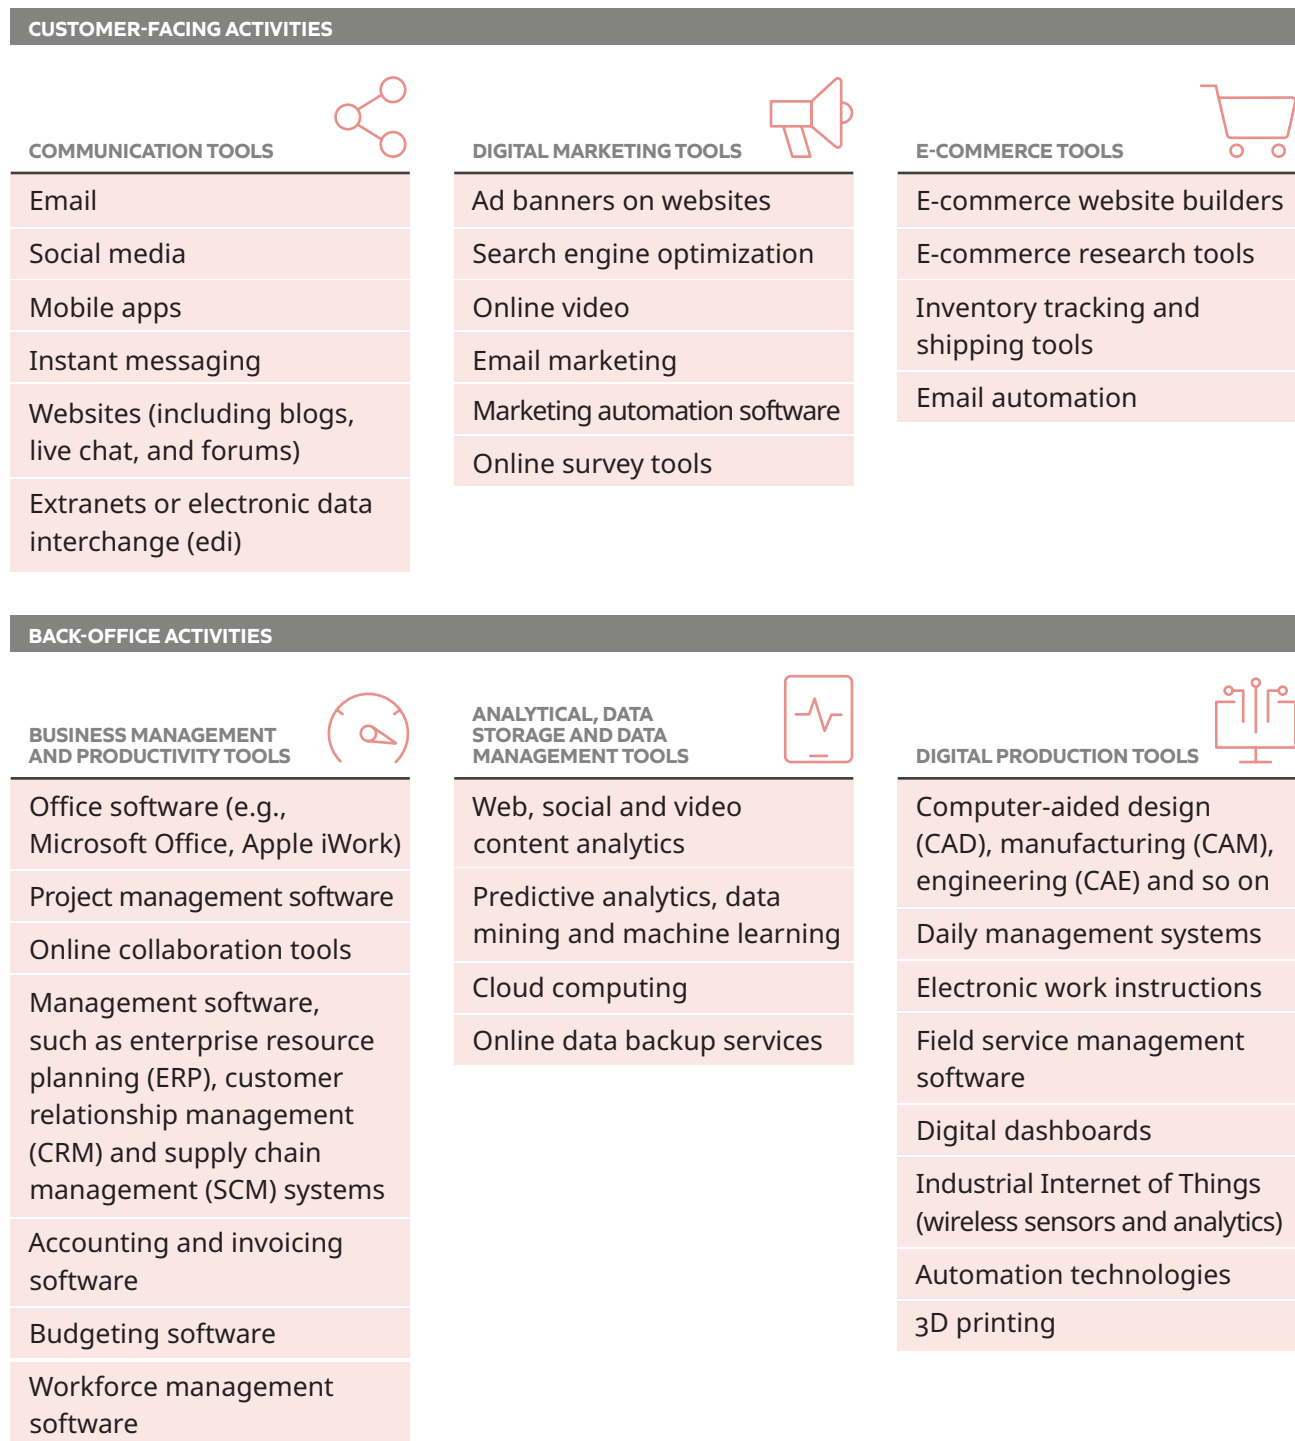 CUSTOMER-FACING ACTIVITIES
COMMUNICATION TOOLS
Email
Social media
Mobile apps
Instant messaging
Websites (including blogs,
live chat, and forums)
Extranets or electronic data
interchange (edi)
DIGITAL MARKETING TOOLS
Ad banners on websites
Search engine optimization
Online video
Email marketing
Marketing automation software
Online survey tools
E-COMMERCE TOOLS
E-commerce website builders
E-commerce research tools
Inventory tracking and
shipping tools
Email automation
BACK-OFFICE ACTIVITIES
BUSINESS MANAGEMENT
AND PRODUCTIVITY TOOLS
Office software (e.g.,
Microsoft Office, Apple iWork)
Project management software
Online collaboration tools
Management software,
such as enterprise resource
planning (ERP), customer
relationship management
(CRM) and supply chain
management (SCM) systems
Accounting and invoicing
software
Budgeting software
Workforce management
software
ANALYTICAL, DATA
STORAGE AND DATA
MANAGEMENT TOOLS
Web, social and video
content analytics
Predictive analytics, data
mining and machine learning
Cloud computing
Online data backup services
DIGITAL PRODUCTION TOOLS
Computer-aided design
(CAD), manufacturing (CAM),
engineering (CAE) and so on
Daily management systems
Electronic work instructions
Field service management
software
Digital dashboards
Industrial Internet of Things
(wireless sensors and analytics)
Automation technologies
3D printing